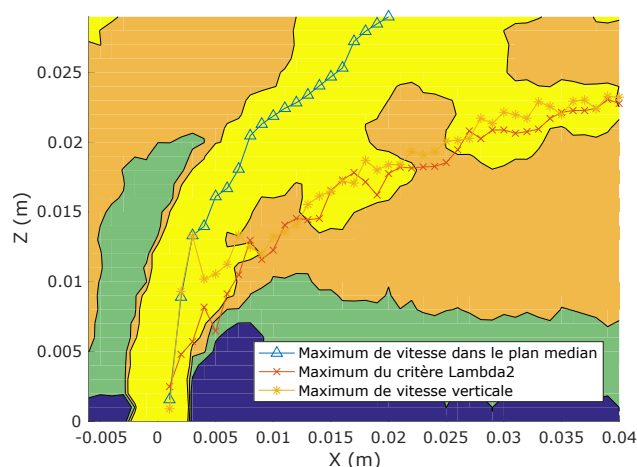 0.025
0.02
0.015
0.01
0.005
0
Z (m)
-0.005 0 0.005 0.01 0.015 0.02 0.025 0.03 0.035 0.04
X (m)
Maximum de vitesse dans le plan median
Maximum du critère Lambda2
Maximum de vitesse verticale